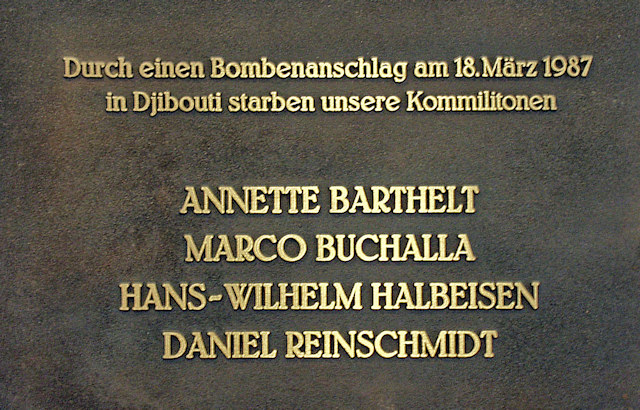 Durch einen Bombenanschlag am 18.März 1987
in Djibouti starben unsere Kommilitonen
ANNETTE BARTHELT
MARCO BUCHALLA
HANS-WILHELM HALBEISEN
DANIEL REINSCHMIDT